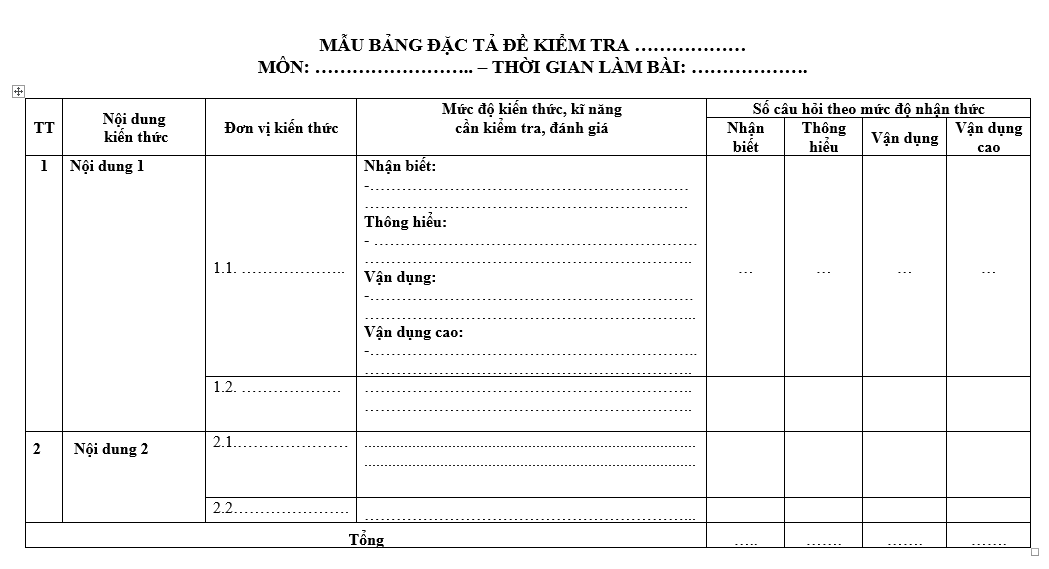 MẪU BẢNG ĐẶC TẢ ĐỀ KIỂM TRA ………………
MÔN: …………………….. – THỜI GIAN LÀM BÀI: ……………….
TT
Nội dung
kiến thức
Đơn vị kiến thức
Mức độ kiến thức, kĩ năng
cần kiểm tra, đánh giá
Số câu hỏi theo mức độ nhận thức
Nhận
biết
Thông
hiểu
Vận dụng
Vận dụng
cao
1
Nội dung 1
1.1. ………………..
Nhận biết:
-……………………………………………
…………………………………………….
Thông hiểu:
- …………………………………………….
……………………………………………..
Vận dụng:
-…………………………………………….
……………………………………………...
Vận dụng cao:
-……………………………………………..
……………………………………………..
…
…
…
…
1.2. ……………….
……………………………………………..
……………………………………………..
2
Nội dung 2
2.1.…………………
........................................................................................
........................................................................................
2.2………………….
……………………………………………...
Tổng
…..
…….
…….
…….